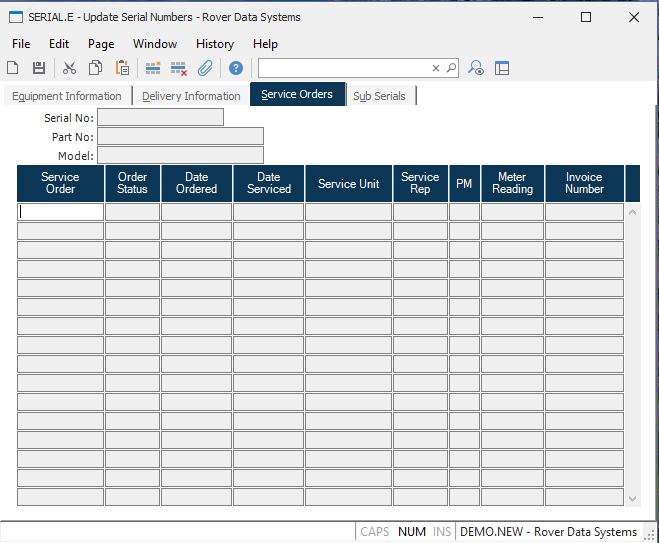 SERIAL.E - Update Serial Numbers - Rover Data Systems
File Edit Page Window History Help
Equipment Information Delivery Information Service Orders Sub Serials
Serial No:
Part No:
Model:
Service Order Order Status Date Ordered Date Serviced Service Unit Service Rep PM Meter Reading Invoice Number
CAPS NUM INS DEMO.NEW - Rover Data Systems